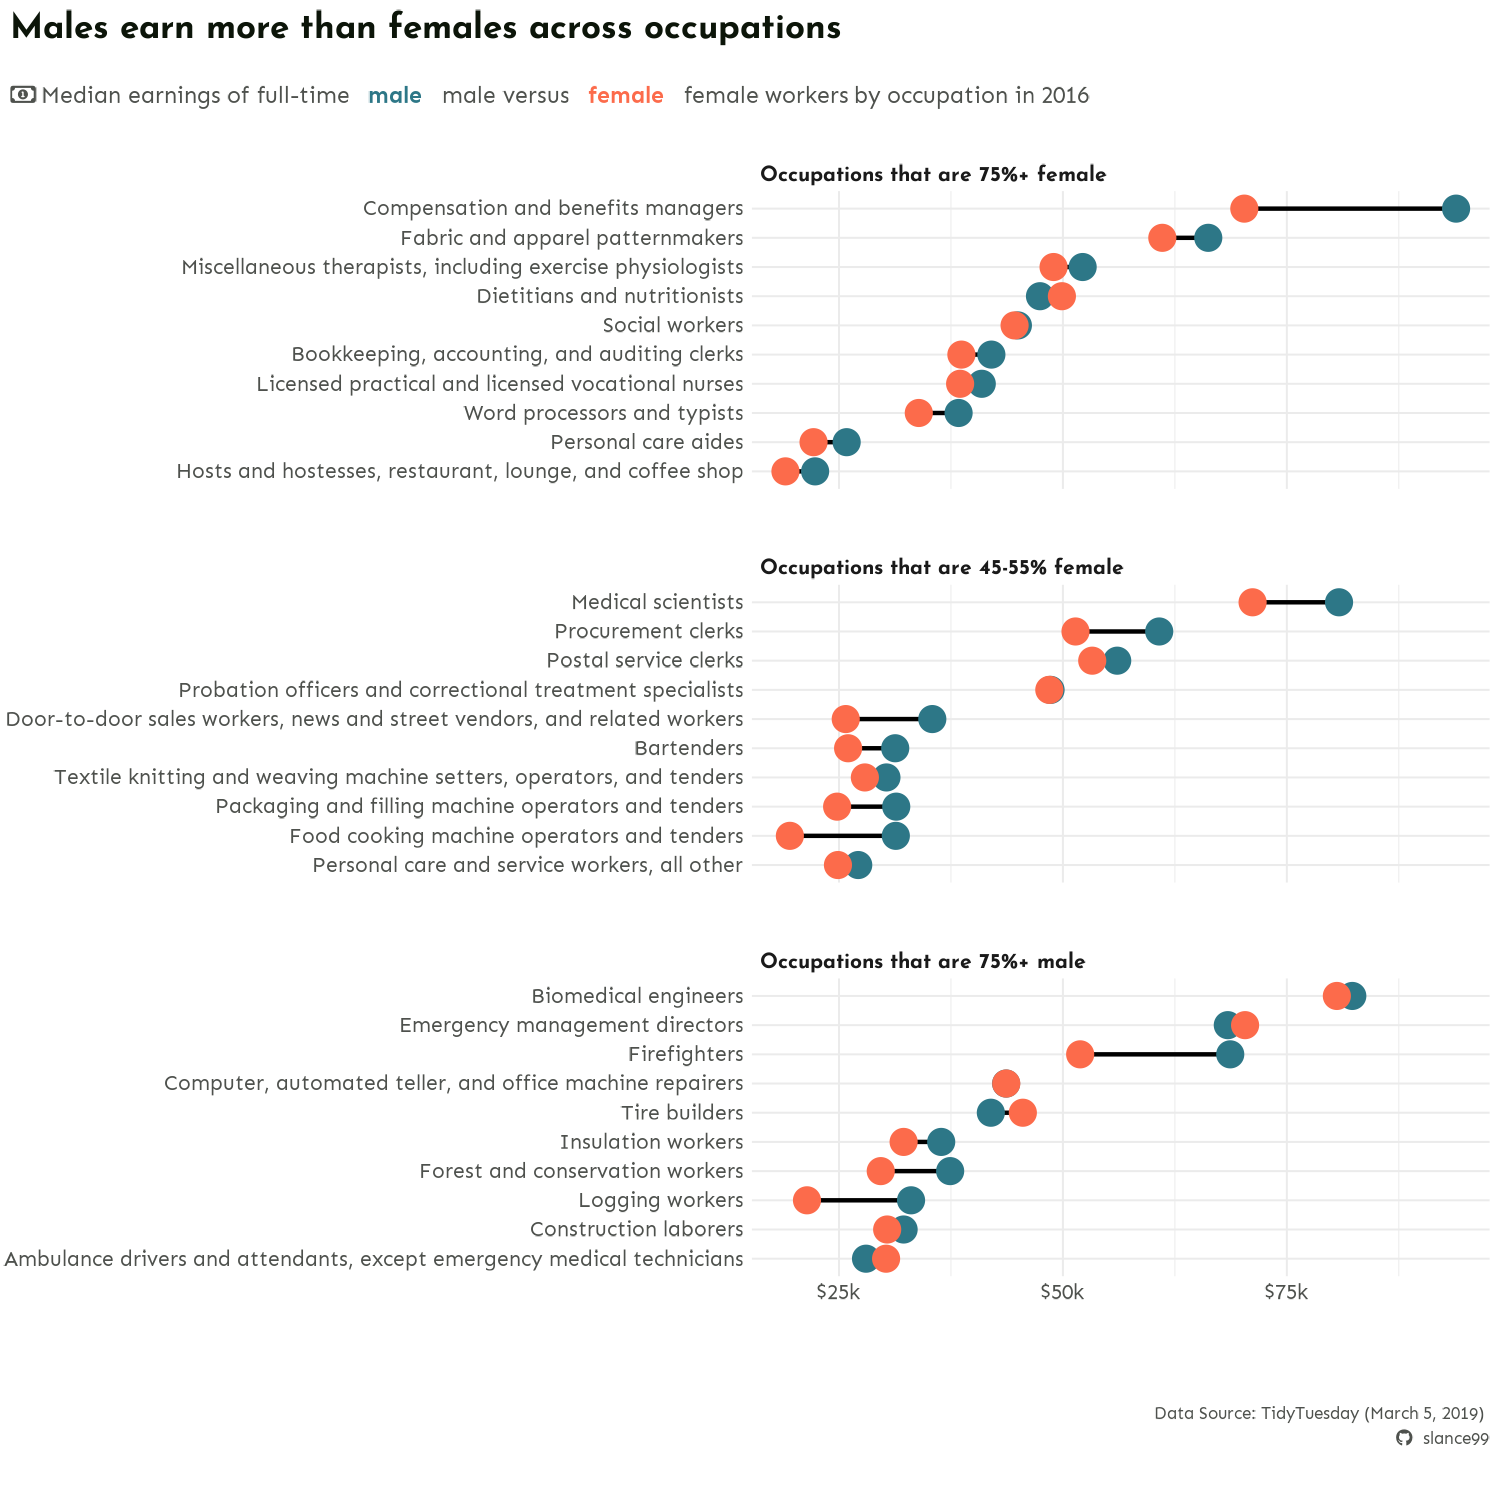 Males earn more than females across occupations
Median earnings of full-time male male versus female female workers by occupation in 2016
Occupations that are 75%+ female
Compensation and benefits managers
Fabric and apparel patternmakers
Miscellaneous therapists, including exercise physiologists
Dietitians and nutritionists
Social workers
Bookkeeping, accounting, and auditing clerks
Licensed practical and licensed vocational nurses
Word processors and typists
Personal care aides
Hosts and hostesses, restaurant, lounge, and coffee shop
Occupations that are 45-55% female
Medical scientists
Procurement clerks
Postal service clerks
Probation officers and correctional treatment specialists
Door-to-door sales workers, news and street vendors, and related workers
Bartenders
Textile knitting and weaving machine setters, operators, and tenders
Packaging and filling machine operators and tenders
Food cooking machine operators and tenders
Personal care and service workers, all other
Occupations that are 75%+ male
Biomedical engineers
Emergency management directors
Firefighters
Computer, automated teller, and office machine repairers
Tire builders
Insulation workers
Forest and conservation workers
Logging workers
Construction laborers
Ambulance drivers and attendants, except emergency medical technicians
$25k $50k $75k
Data Source: TidyTuesday (March 5, 2019)
slance99